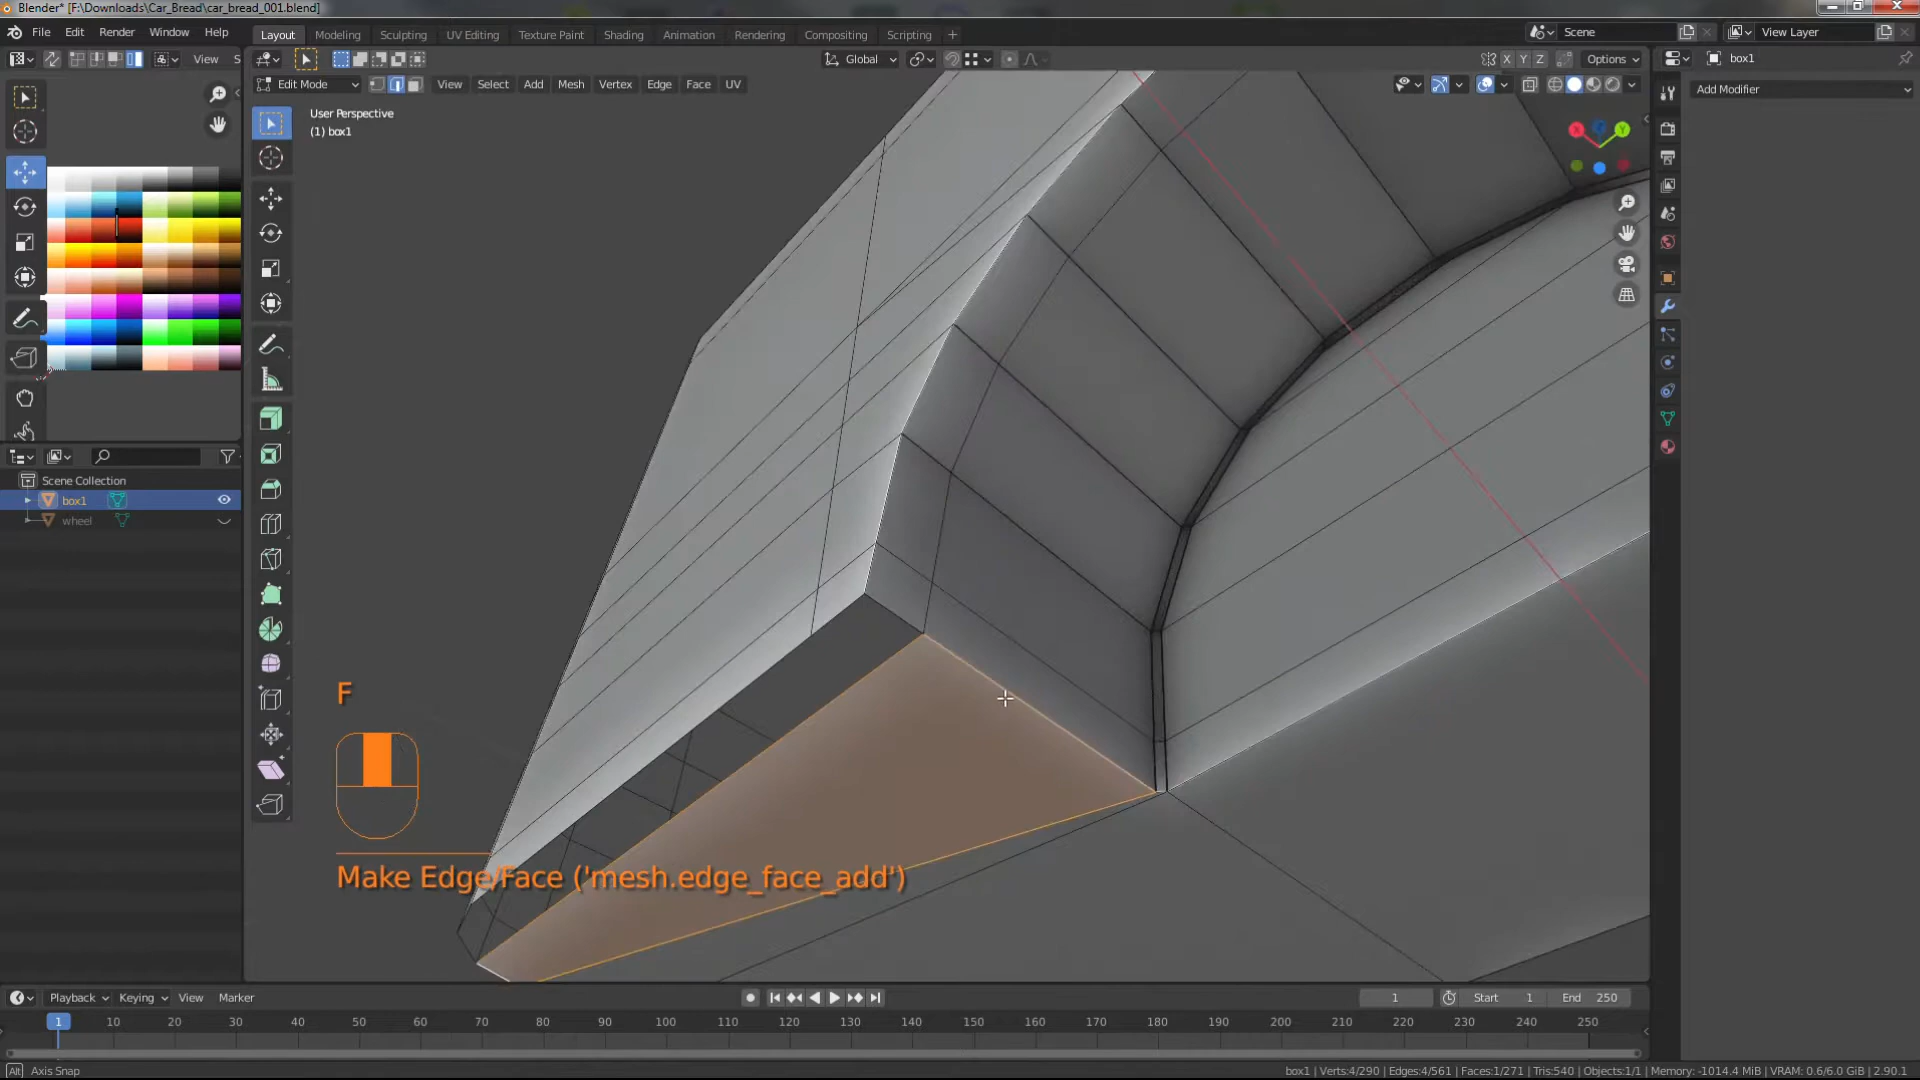 Blender* [F:\Downloads\Car_Bread\car_bread_001.blend]
File Edit Render Window Help
Layout Modeling Sculpting UV Editing Texture Paint Shading Animation Rendering Compositing Scripting +
Scene
View Layer
View S
Global
X Y Z
Options
box1
Edit Mode
View Select Add Mesh Vertex Edge Face UV
Add Modifier
User Perspective
(1) box1
X Y Z
Scene Collection
box1
wheel
F
Make Edge/Face ('mesh.edge_face_add')
Playback Keying View Marker
1
Start 1
End 250
1 10 20 30 40 50 60 70 80 90 100 110 120 130 140 150 160 170 180 190 200 210 220 230 240 250
Alt Axis Snap
box1 | Verts:4/290 | Edges:4/561 | Faces:1/271 | Tris:540 | Objects:1/1 | Memory: -1014.4 MiB | VRAM: 0.6/6.0 GiB | 2.90.1